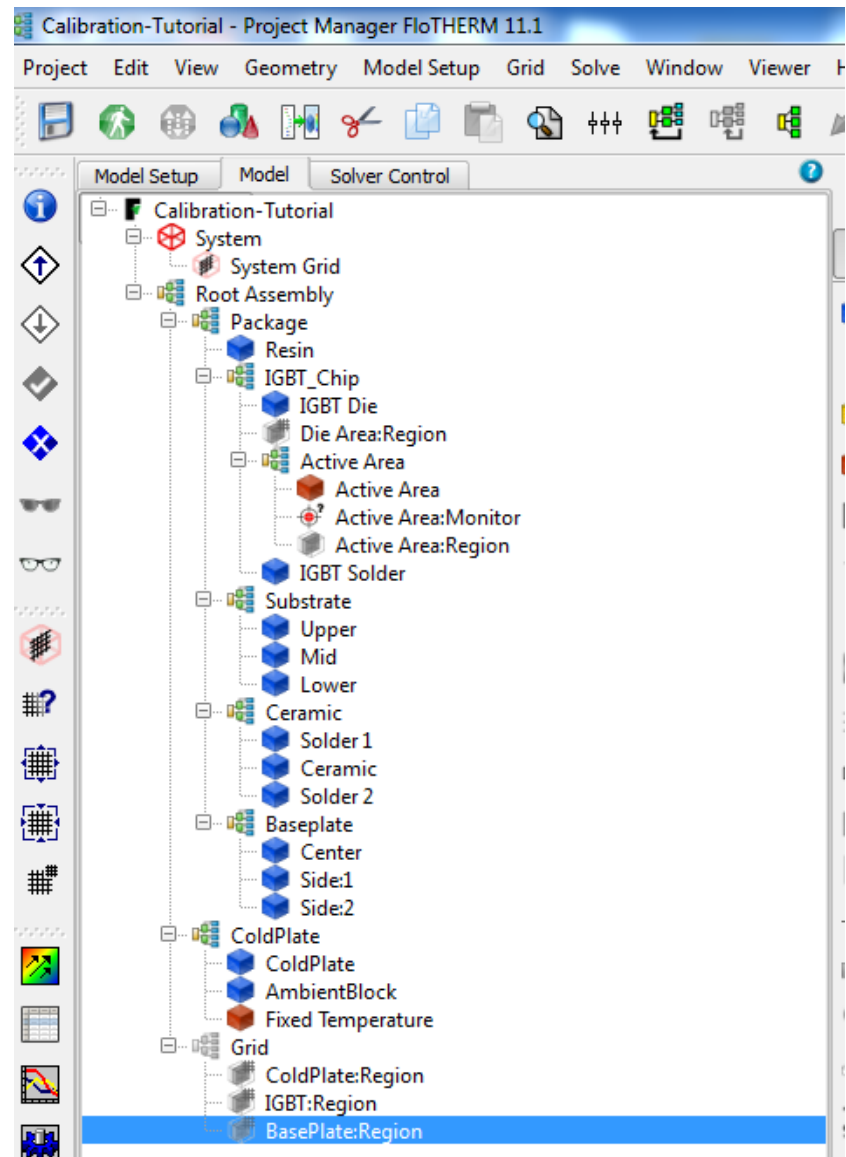 Calibration-Tutorial - Project Manager FloTHERM 11.1
Project Edit View Geometry Model Setup Grid Solve Window Viewer
Model Setup Model Solver Control
Calibration-Tutorial
System
System Grid
Root Assembly
Package
Resin
IGBT_Chip
IGBT Die
Die Area:Region
Active Area
Active Area
Active Area:Monitor
Active Area:Region
IGBT Solder
Substrate
Upper
Mid
Lower
Ceramic
Solder 1
Ceramic
Solder 2
Baseplate
Center
Side:1
Side:2
ColdPlate
ColdPlate
AmbientBlock
Fixed Temperature
Grid
ColdPlate:Region
IGBT:Region
BasePlate:Region